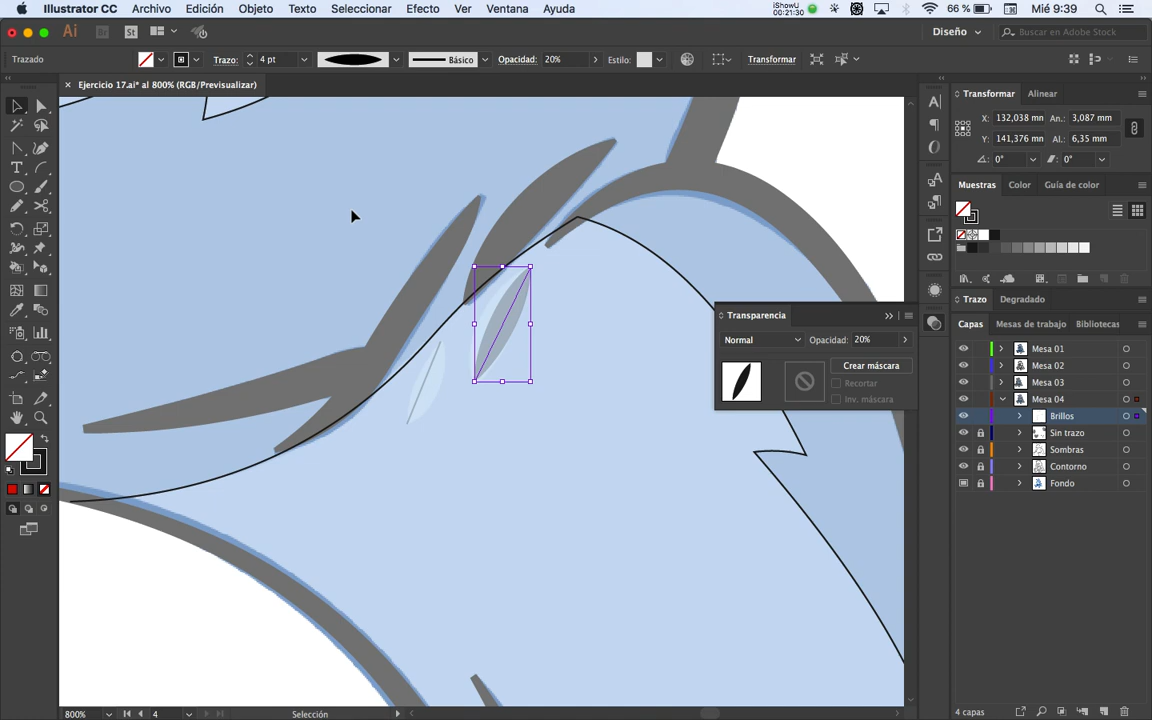 Illustrator CC Archivo Edición Objeto Texto Seleccionar Efecto Ver Ventana Ayuda iShowU 00:21:30 66 % Mié 9:39
Ai Br St Diseño Buscar en Adobe Stock
Trazado Trazo: 4 pt Básico Opacidad: 20% Estilo: Transformar
× Ejercicio 17.ai* al 800% (RGB/Previsualizar)
Transformar Alinear
X: 132,038 mn An.: 3,087 mm
Y: 141,376 mm Al.: 6,35 mm
0° 0°
Muestras Color Guía de color
Trazo Degradado
Capas Mesas de trabajo Bibliotecas
Mesa 01
Mesa 02
Mesa 03
Mesa 04
Brillos
Sin trazo
Sombras
Contorno
Fondo
4 capas
Transparencia
Normal Opacidad: 20%
Crear máscara
Recortar
Inv. máscara
800% 4 Selección